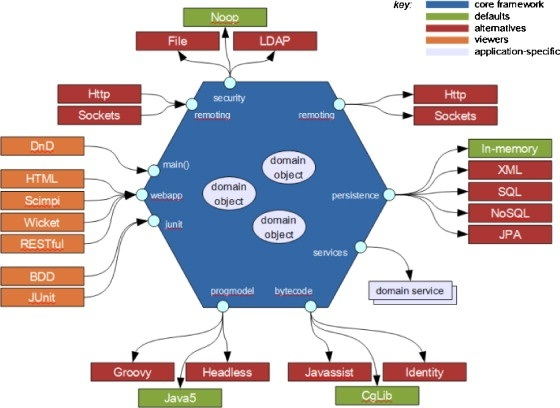 key:
core framework
defaults
alternatives
viewers
application-specific
Noop
File
LDAP
security
Http
Sockets
remoting
remoting
Http
Sockets
DnD
main()
HTML
Scimpi
Wicket
RESTful
webapp
junit
BDD
JUnit
domain
object
domain
object
domain
object
persistence
In-memory
XML
SQL
NoSQL
JPA
services
domain service
progmodel
bytecode
Groovy
Headless
Java5
Javassist
Identity
CgLib